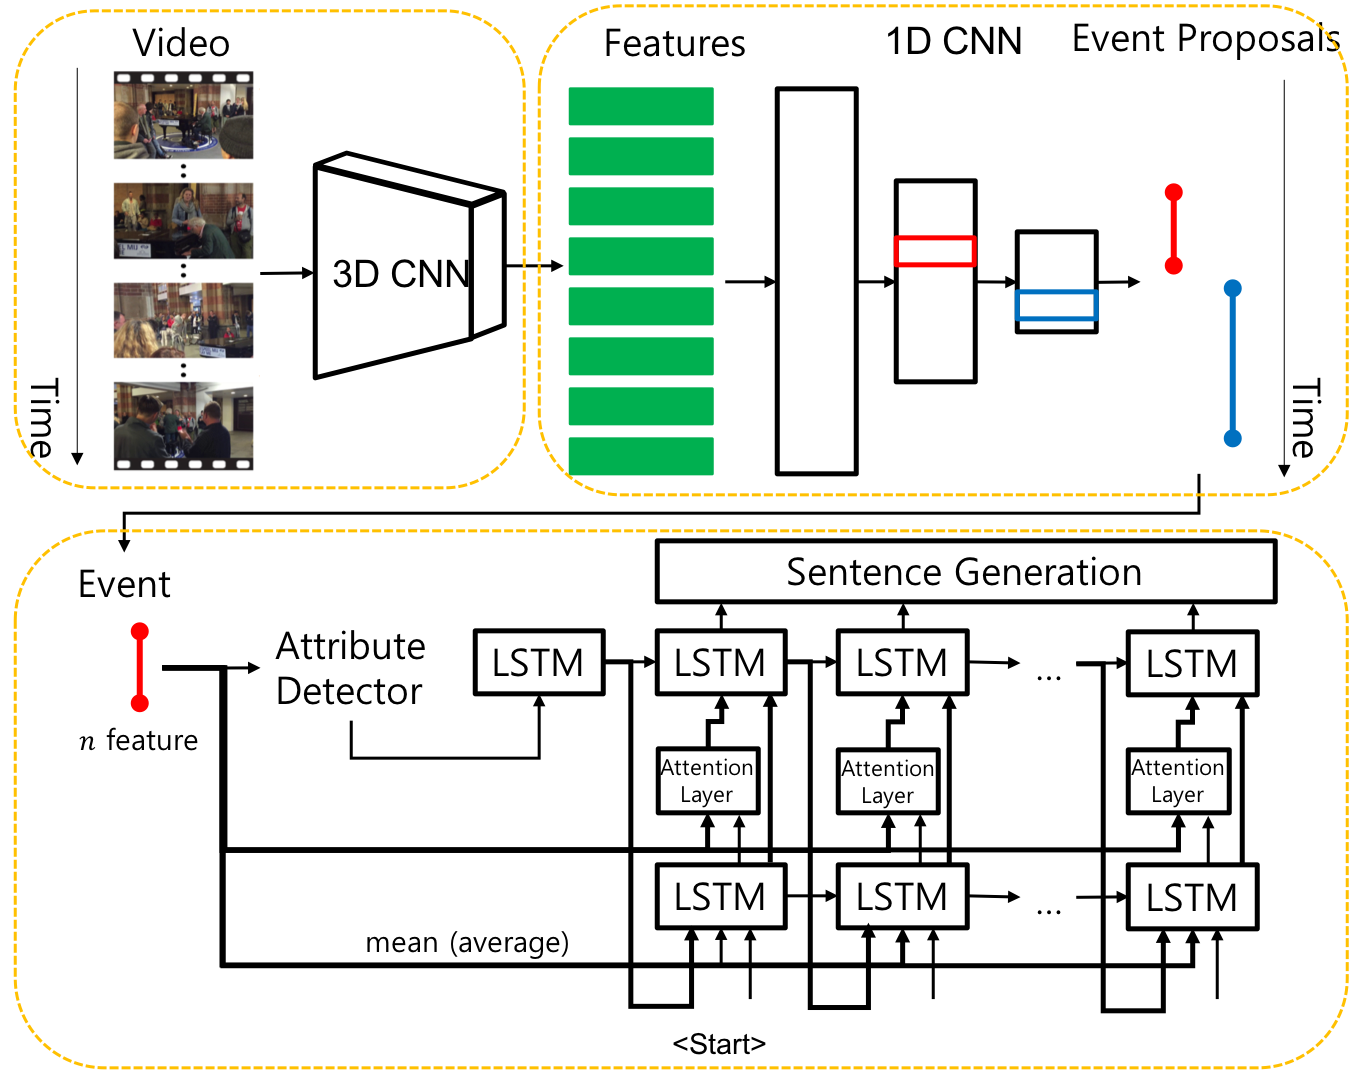 Video
Time
3D CNN
Features
1D CNN
Event Proposals
Time
Event
n feature
Attribute
Detector
Sentence Generation
LSTM
LSTM
LSTM
...
LSTM
Attention
Layer
Attention
Layer
Attention
Layer
LSTM
LSTM
...
LSTM
mean (average)
<Start>